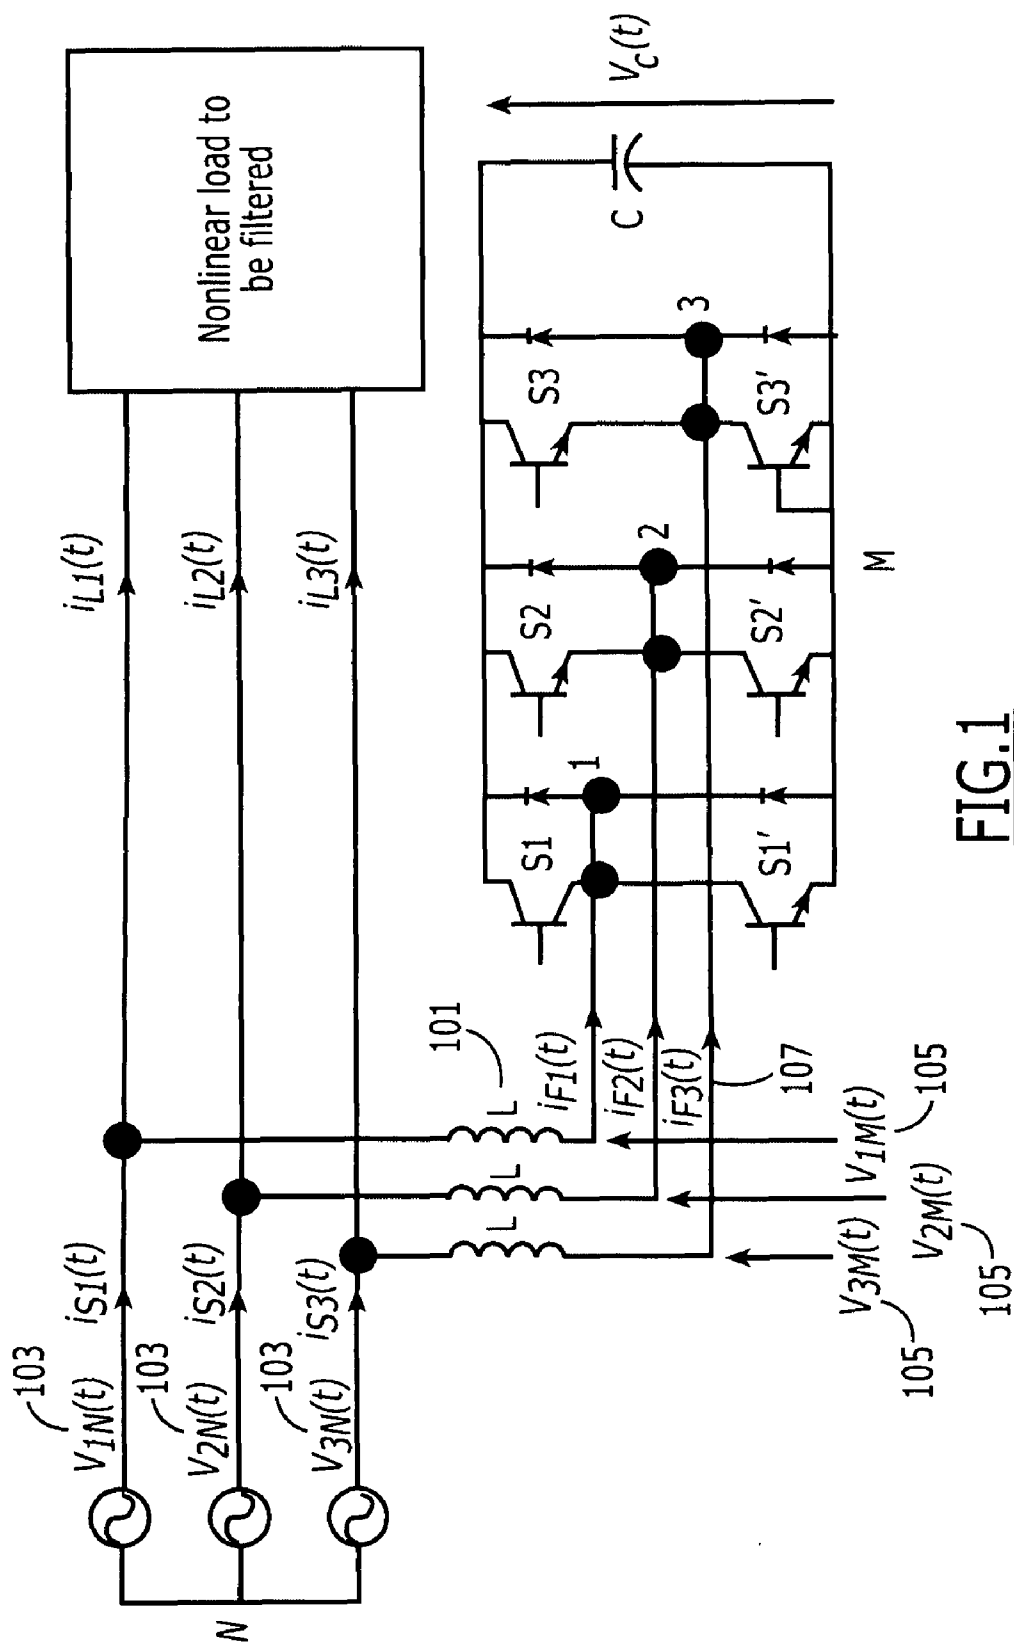 N
103
V1N(t)
iS1(t)
iL1(t)
103
V2N(t)
iS2(t)
iL2(t)
103
V3N(t)
iS3(t)
iL3(t)
Nonlinear load to
be filtered
101
L
L
L
iF1(t)
iF2(t)
iF3(t)
107
V1M(t)
105
V2M(t)
105
V3M(t)
105
S1
1
S2
2
S3
3
S1'
S2'
S3'
M
C
VC(t)
FIG.1